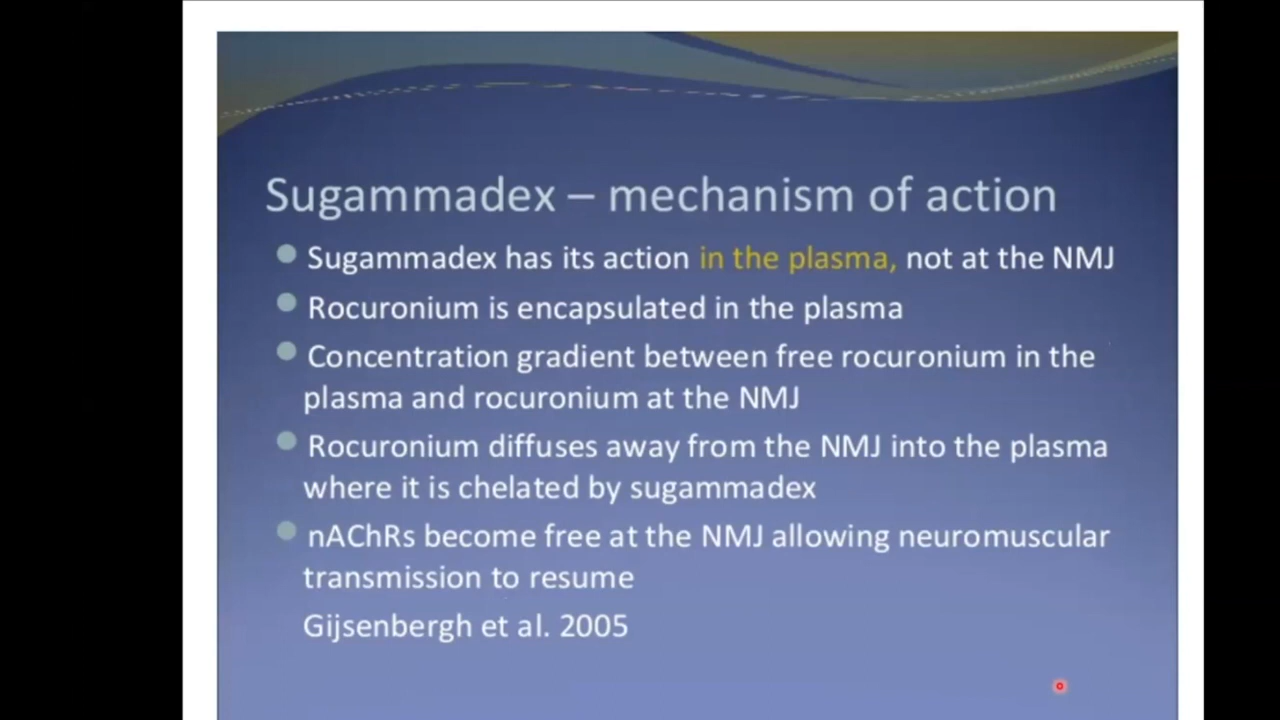 Sugammadex – mechanism of action
Sugammadex has its action in the plasma, not at the NMJ
Rocuronium is encapsulated in the plasma
Concentration gradient between free rocuronium in the
plasma and rocuronium at the NMJ
Rocuronium diffuses away from the NMJ into the plasma
where it is chelated by sugammadex
nAChRs become free at the NMJ allowing neuromuscular
transmission to resume
Gijsenbergh et al. 2005